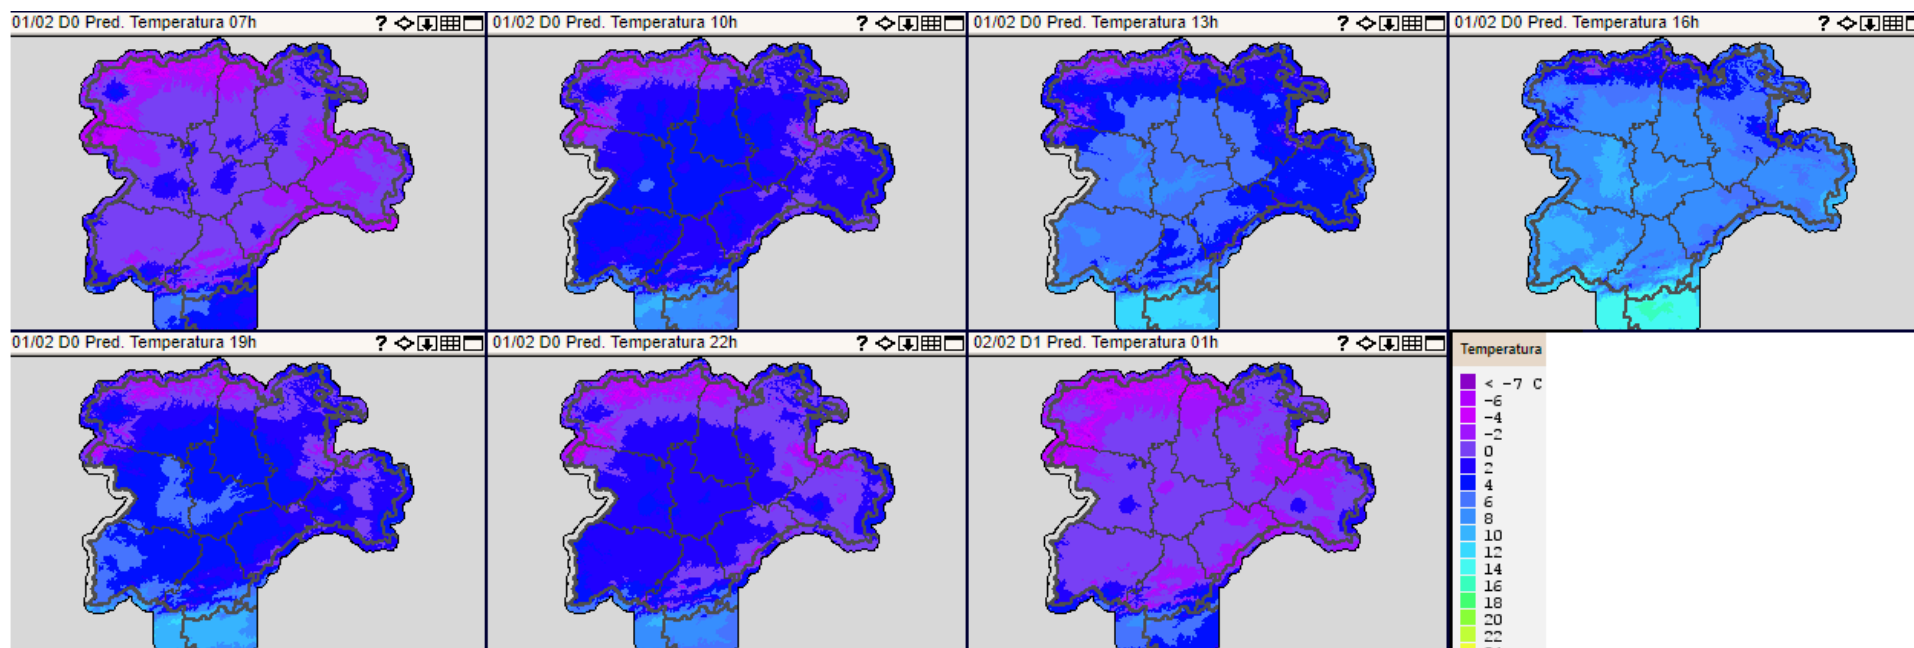 01/02 D0 Pred. Temperatura 07h ?
01/02 D0 Pred. Temperatura 10h ?
01/02 D0 Pred. Temperatura 13h ?
01/02 D0 Pred. Temperatura 16h ?
01/02 D0 Pred. Temperatura 19h ?
01/02 D0 Pred. Temperatura 22h ?
02/02 D1 Pred. Temperatura 01h ?
Temperatura
< -7 C
-6
-4
-2
0
2
4
6
8
10
12
14
16
18
20
22